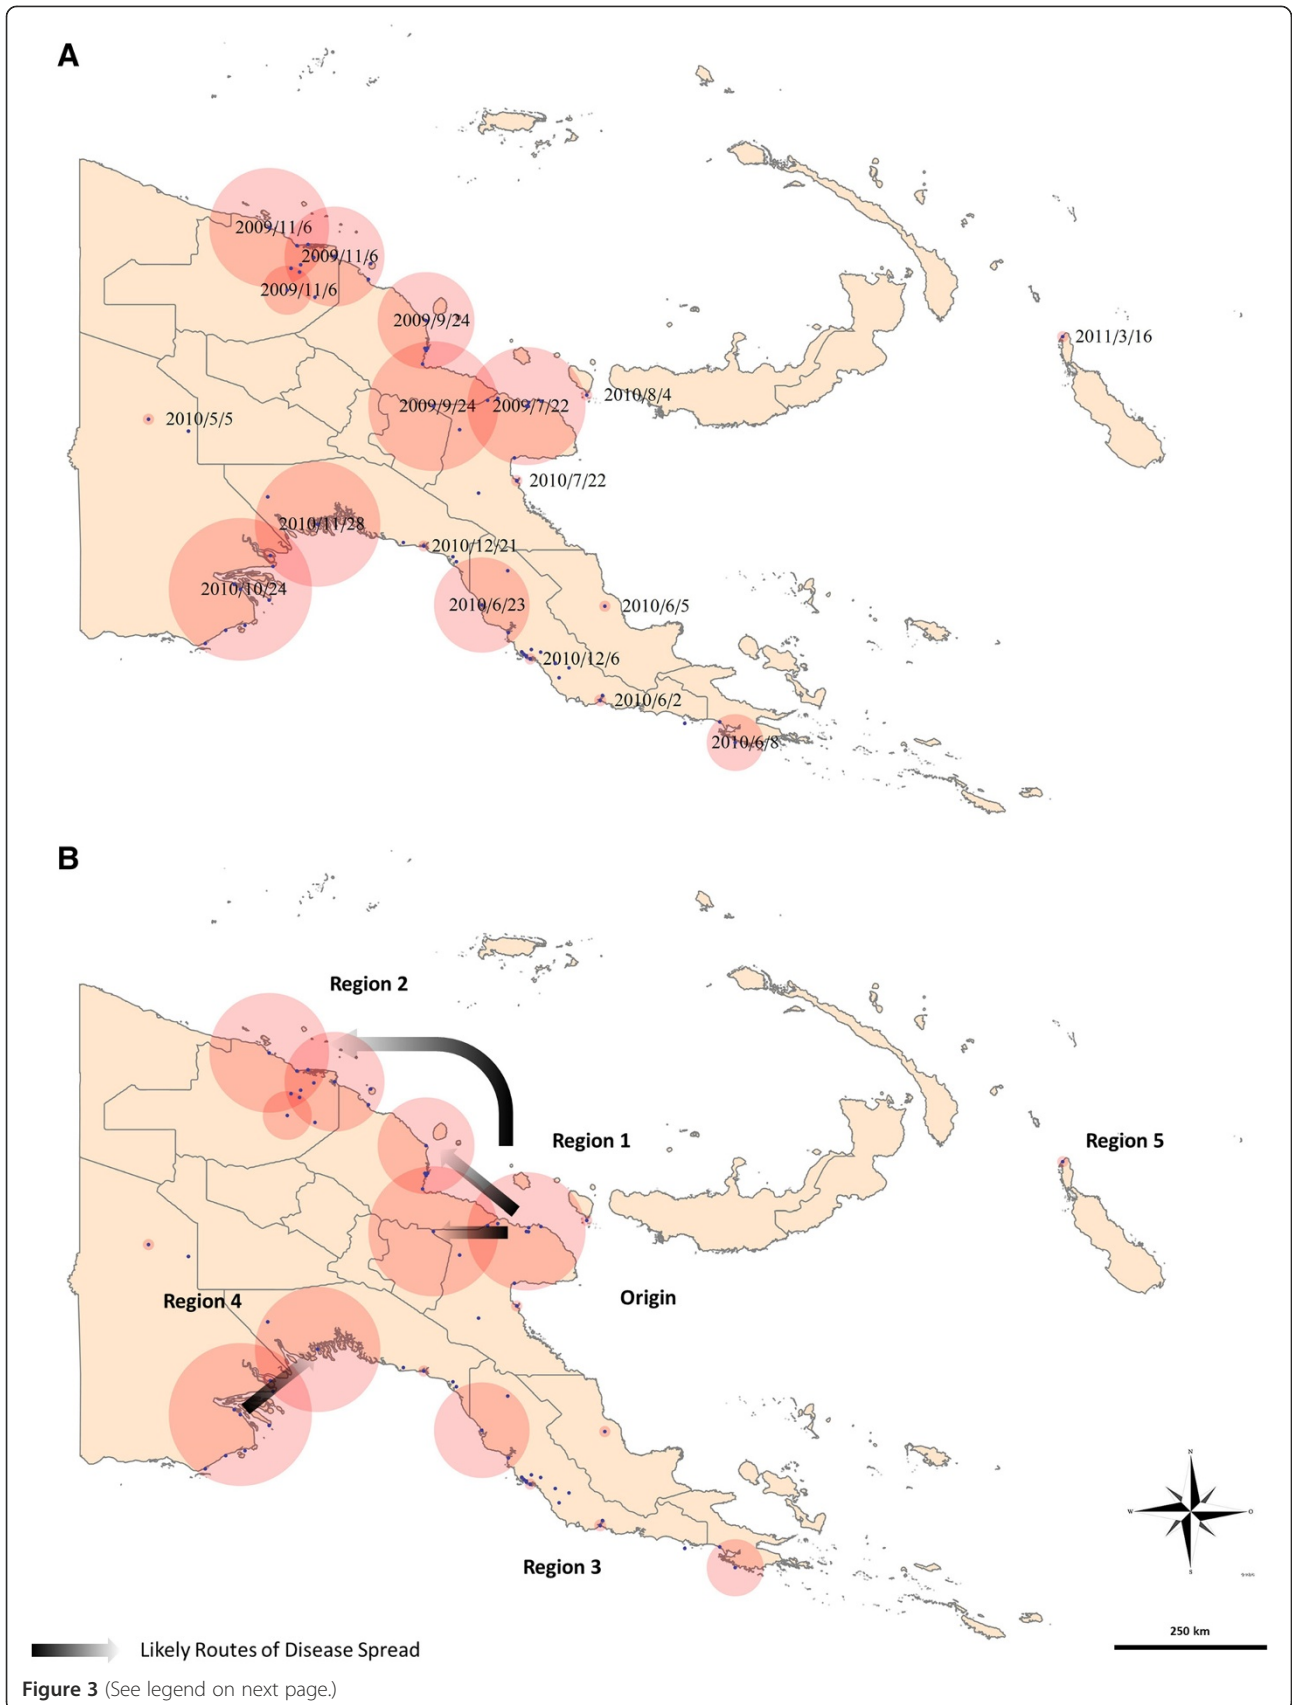 A
2009/11/6
2009/11/6
2009/11/6
2009/9/24
2011/3/16
2010/8/4
2009/9/24
2009/7/22
2010/5/5
2010/7/22
2010/11/28
2010/12/21
2010/10/24
2010/6/23
2010/6/5
2010/12/6
2010/6/2
2010/6/8
B
Region 2
Region 1
Region 5
Origin
Region 4
N
W
O
S
Region 3
250 km
Likely Routes of Disease Spread
Figure 3 (See legend on next page.)